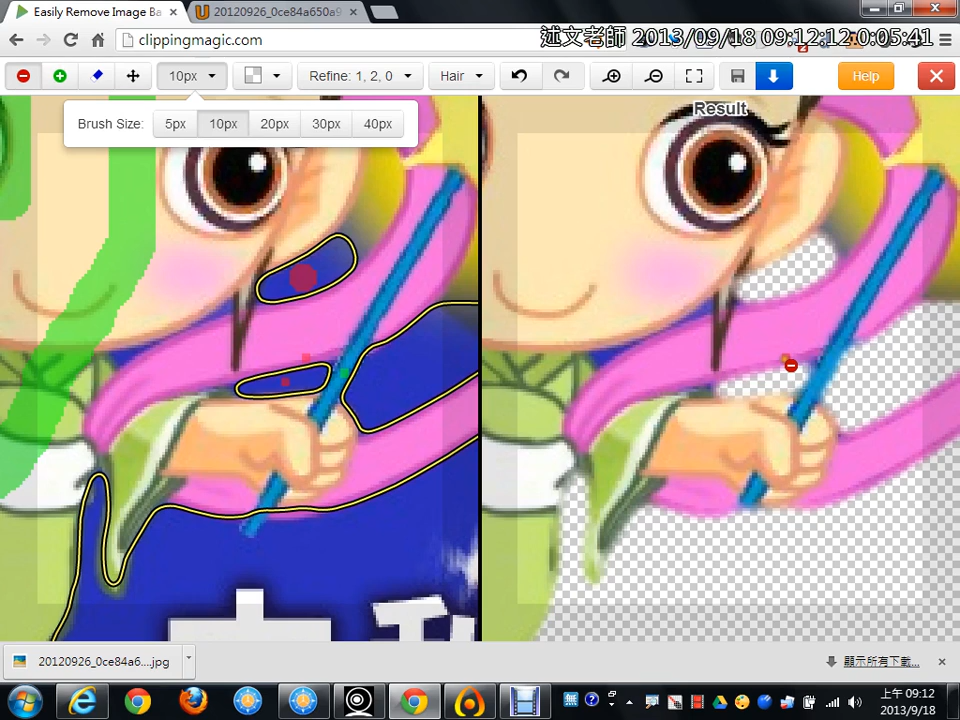 Easily Remove Image Ba
20120926_0ce84a650a9
clippingmagic.com
述文老師 2013/09/18 09:12:12 0:05:41
10px
Refine: 1, 2, 0
Hair
Help
Brush Size: 5px 10px 20px 30px 40px
Result
20120926_0ce84a6....jpg
顯示所有下載...
上午 09:12
2013/9/18